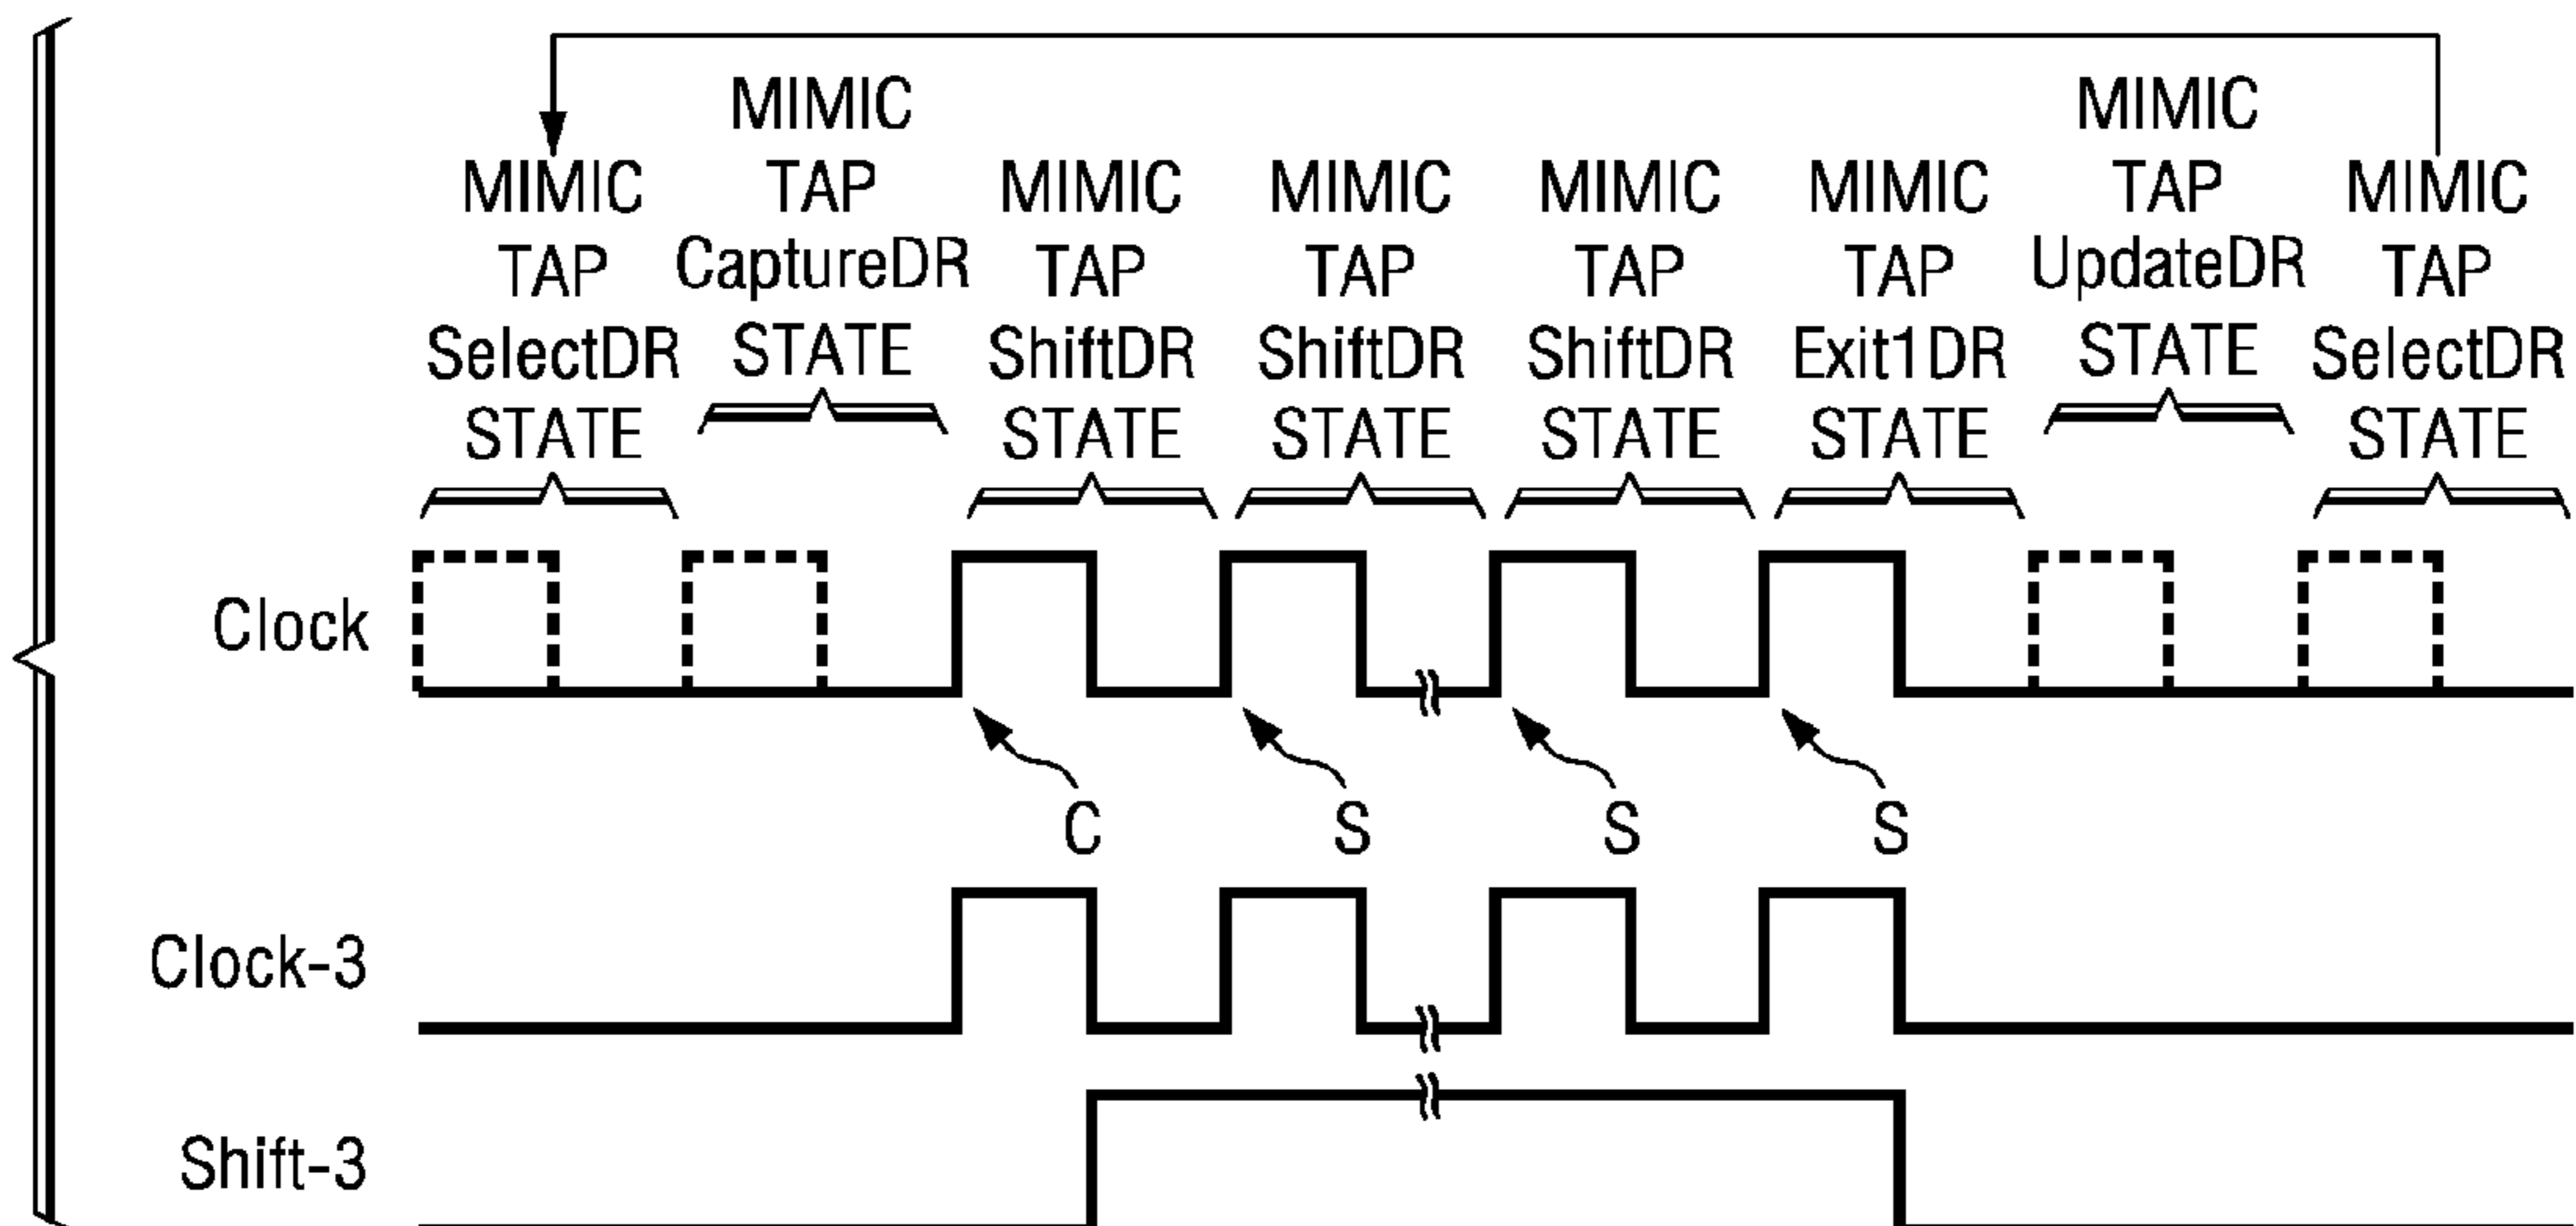 MIMIC
TAP
SelectDR
STATE
MIMIC
TAP
CaptureDR
STATE
MIMIC
TAP
ShiftDR
STATE
MIMIC
TAP
ShiftDR
STATE
MIMIC
TAP
ShiftDR
STATE
MIMIC
TAP
Exit1DR
STATE
MIMIC
TAP
UpdateDR
STATE
MIMIC
TAP
SelectDR
STATE
Clock
C
S
S
S
Clock-3
Shift-3